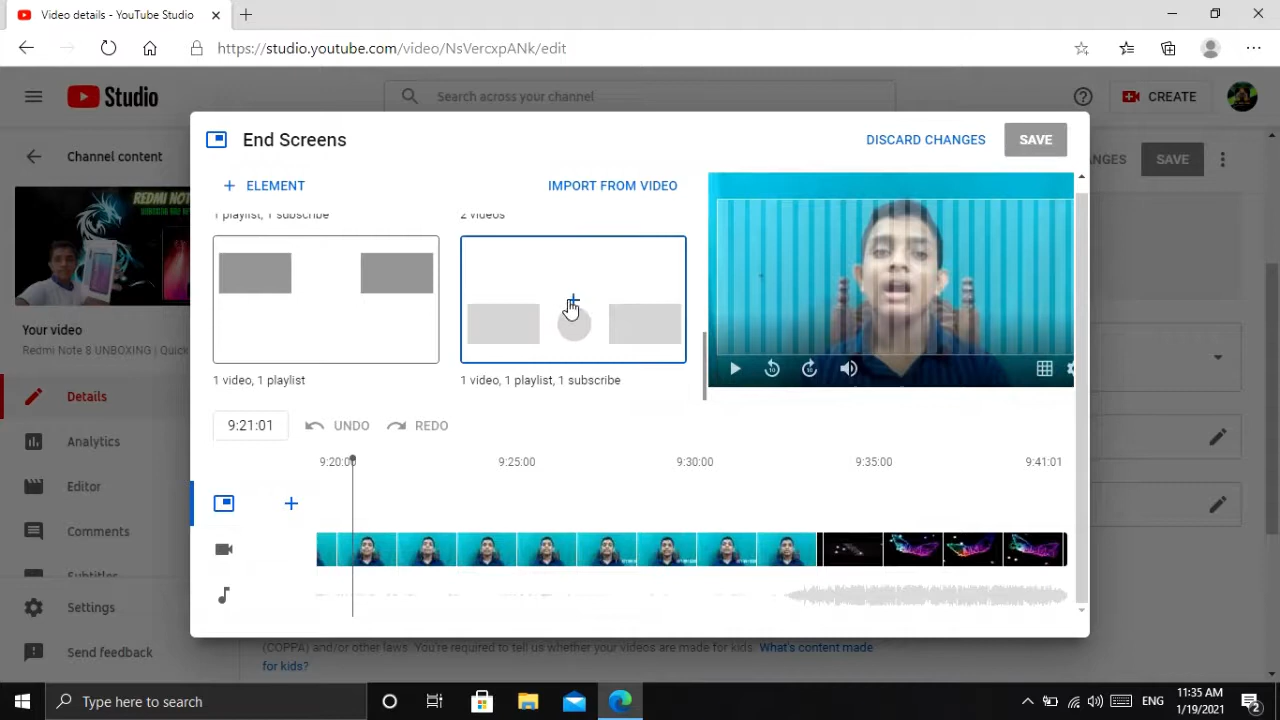 Video details - YouTube Studio
https://studio.youtube.com/video/NsVercxpANk/edit
Studio
Search across your channel
CREATE
Channel content
End Screens
DISCARD CHANGES
SAVE
ANGES
SAVE
ELEMENT
IMPORT FROM VIDEO
1 playlist, 1 subscribe
2 videos
REDMI NOT
Your video
Redmi Note 8 UNBOXING | Quick
1 video, 1 playlist
1 video, 1 playlist, 1 subscribe
Details
9:21:01
UNDO
REDO
Analytics
9:20:00
9:25:00
9:30:00
9:35:00
9:41:01
Editor
Comments
Subtitles
Settings
Send feedback
(COPPA) and/or other laws. You're required to tell us whether your videos are made for kids. What's content made
for kids?
Type here to search
ENG
11:35 AM
1/19/2021
2